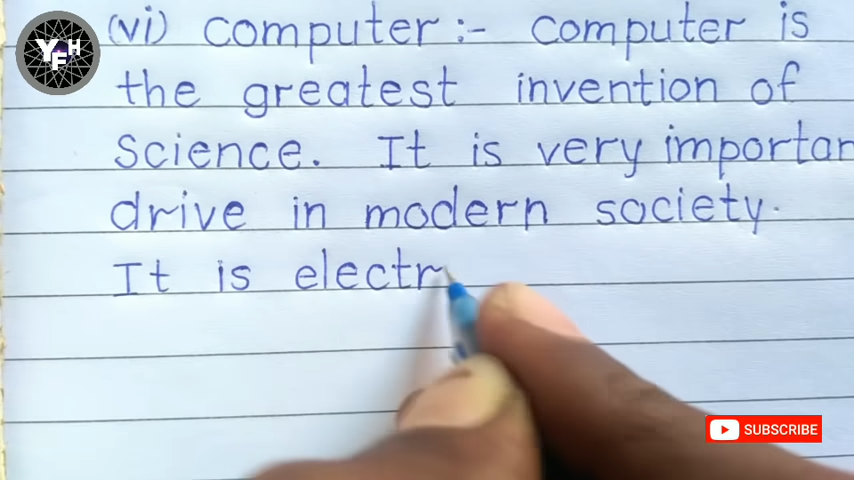 (vi) computer :- computer is
the greatest invention of
science. It is very importan
drive in modern society.
It is electr
YFH
SUBSCRIBE